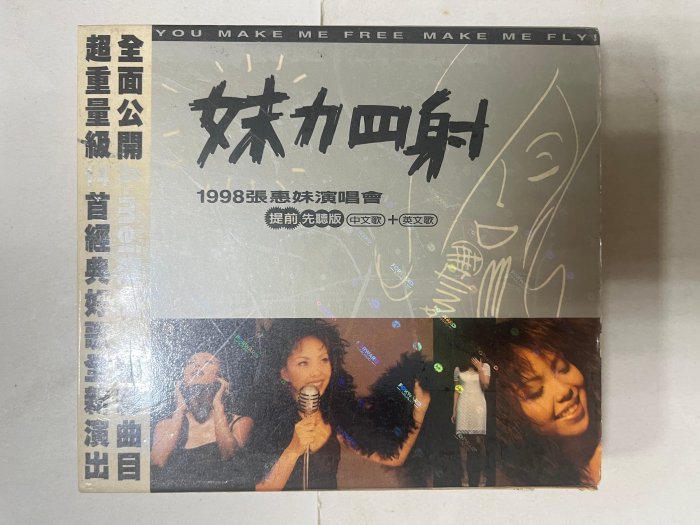 YOU MAKE ME FREE MAKE ME FLY!
妹力四射
1998張惠妹演唱會
提前 先聽版 中文歌 + 英文歌
全面公開
曲目
超重量級
首經典好歌全新演出